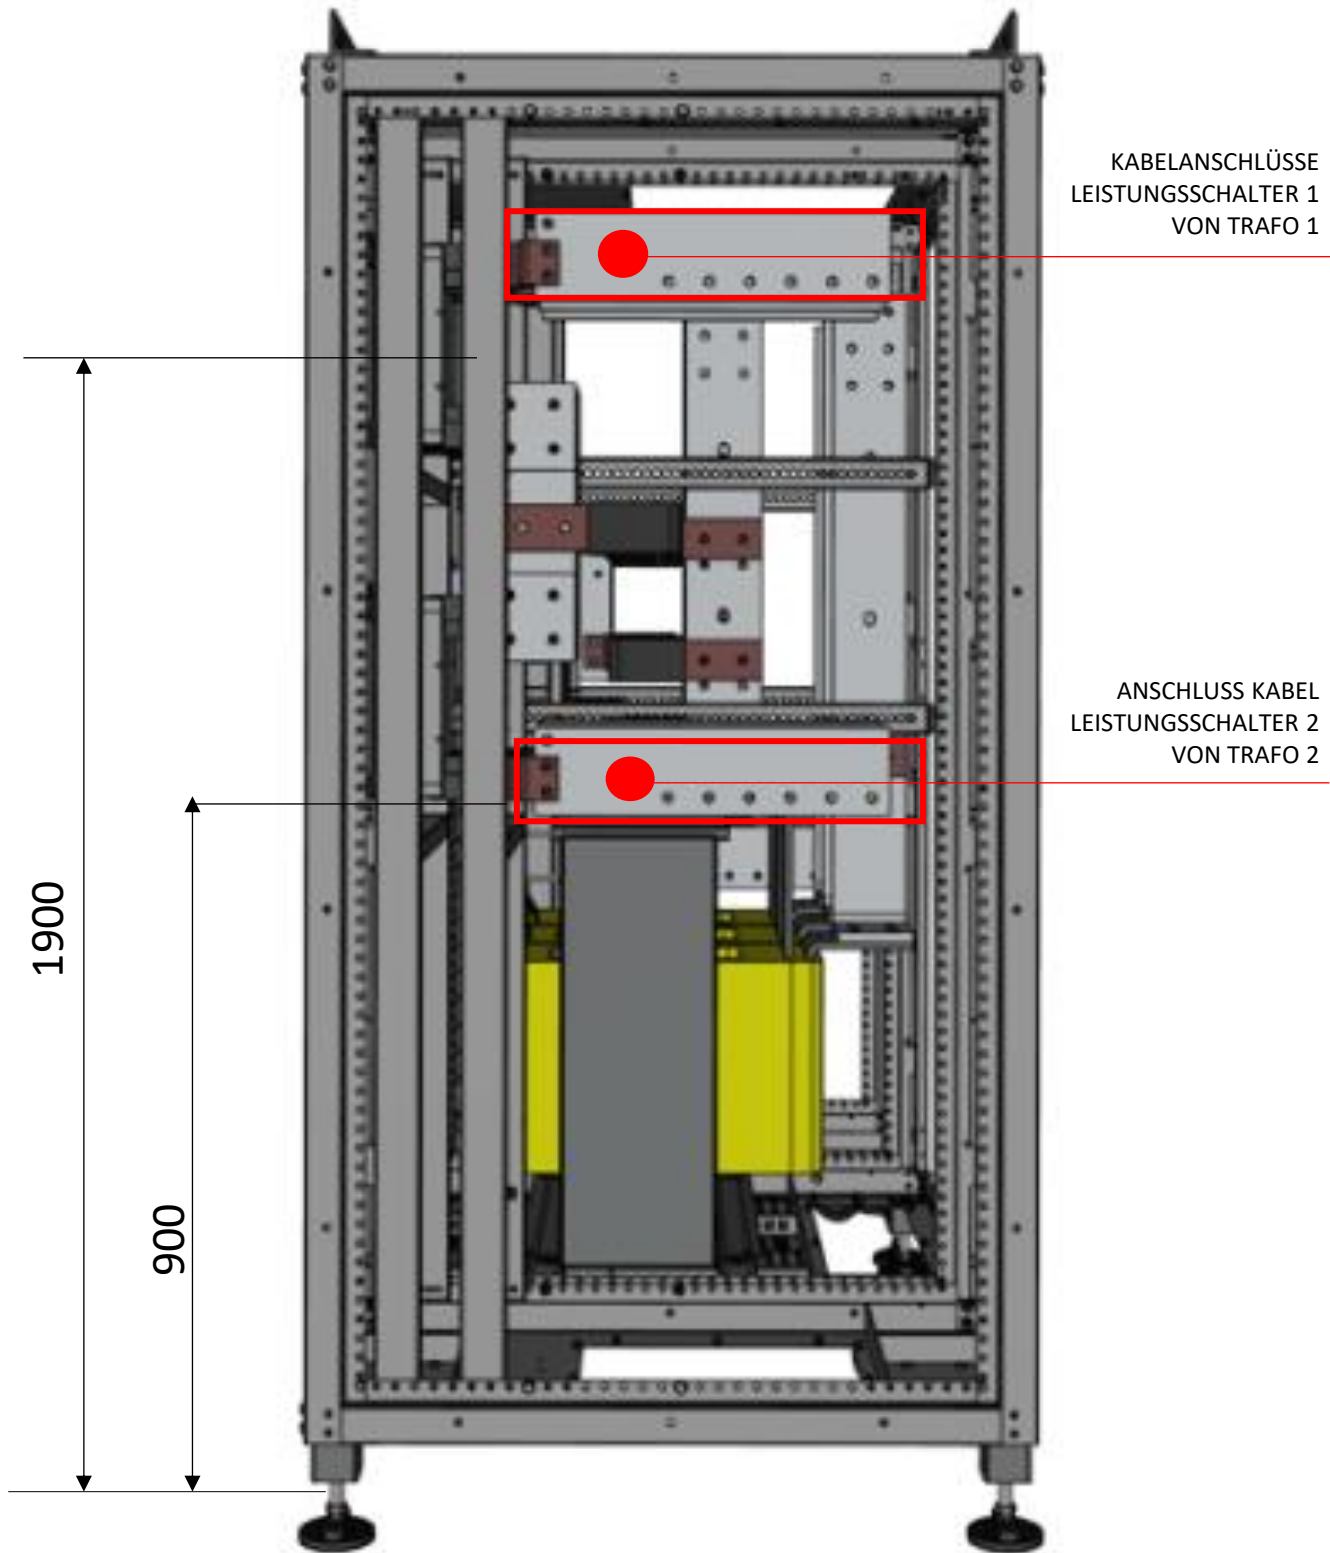 KABELANSCHLÜSSE
LEISTUNGSSCHALTER 1
VON TRAFO 1
ANSCHLUSS KABEL
LEISTUNGSSCHALTER 2
VON TRAFO 2
1900
900